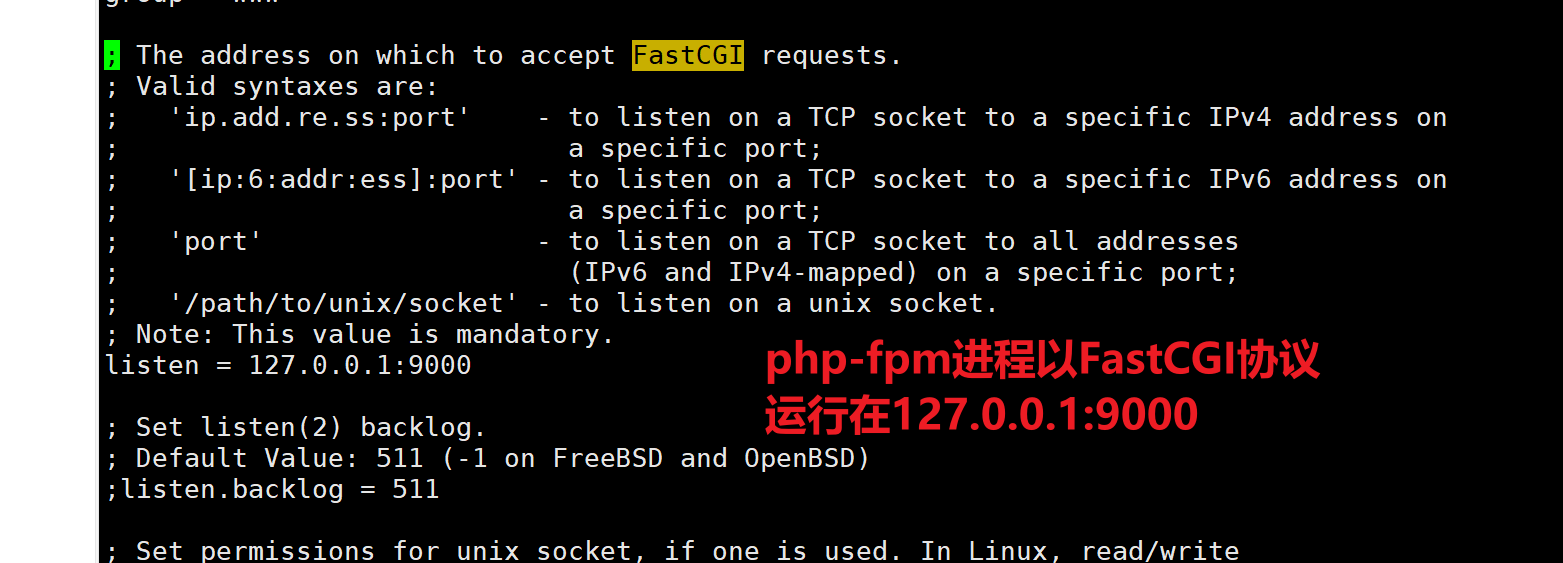 ; The address on which to accept FastCGI requests.
; Valid syntaxes are:
;   'ip.add.re.ss:port'    - to listen on a TCP socket to a specific IPv4 address on
;                            a specific port;
;   '[ip:6:addr:ess]:port' - to listen on a TCP socket to a specific IPv6 address on
;                            a specific port;
;   'port'                 - to listen on a TCP socket to all addresses
;                            (IPv6 and IPv4-mapped) on a specific port;
;   '/path/to/unix/socket' - to listen on a unix socket.
; Note: This value is mandatory.
listen = 127.0.0.1:9000
php-fpm进程以FastCGI协议
运行在127.0.0.1:9000
; Set listen(2) backlog.
; Default Value: 511 (-1 on FreeBSD and OpenBSD)
;listen.backlog = 511
; Set permissions for unix socket, if one is used. In Linux, read/write